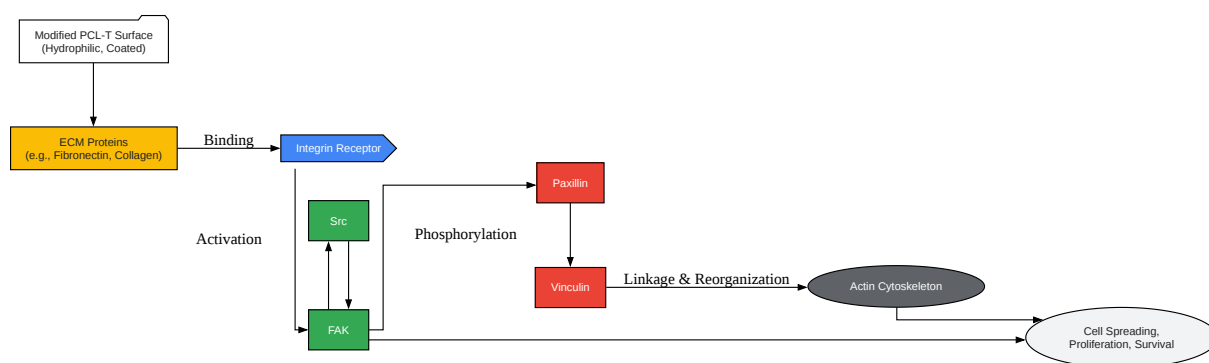 Modified PCL-T Surface
(Hydrophilic, Coated)
ECM Proteins
(e.g., Fibronectin, Collagen)
Binding
Integrin Receptor
Paxillin
Src
Activation
Phosphorylation
Vinculin
Linkage & Reorganization
Actin Cytoskeleton
FAK
Cell Spreading,
Proliferation, Survival